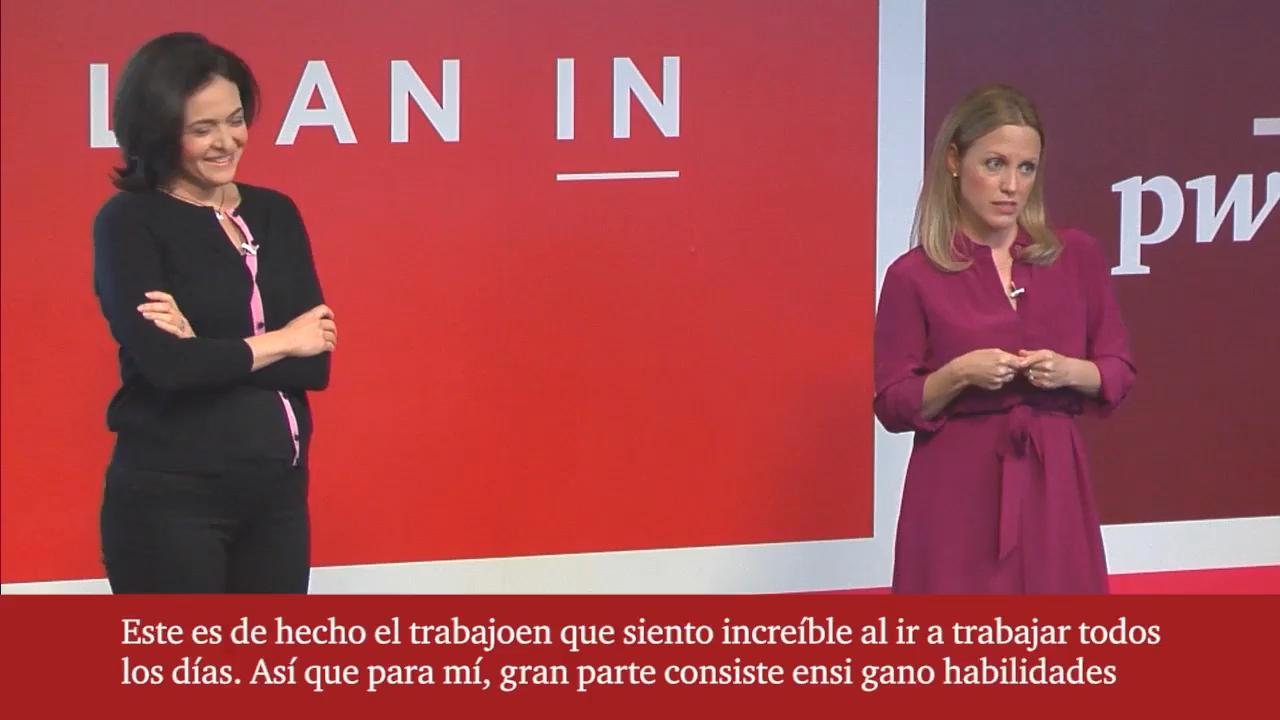 L AN IN
pw
Este es de hecho el trabajoen que siento increíble al ir a trabajar todos
los días. Así que para mí, gran parte consiste ensi gano habilidades